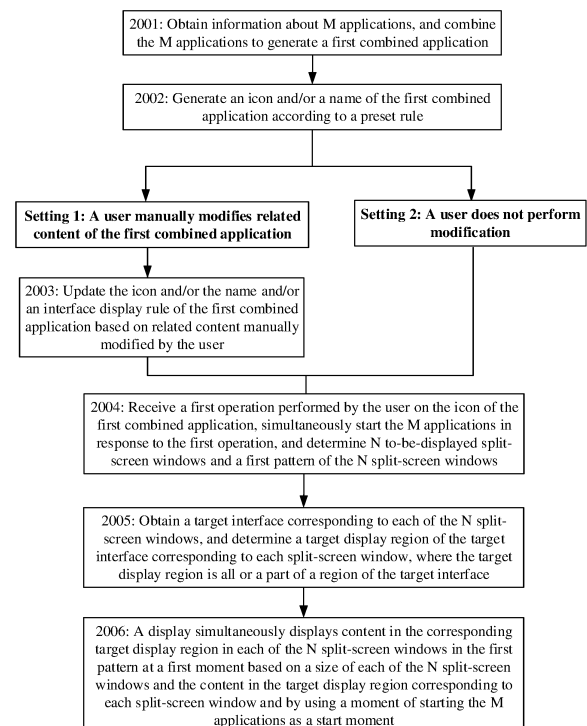 2001: Obtain information about M applications, and combine
the M applications to generate a first combined application
2002: Generate an icon and/or a name of the first combined
application according to a preset rule
Setting 1: A user manually modifies related
content of the first combined application
Setting 2: A user does not perform
modification
2003: Update the icon and/or the name and/or
an interface display rule of the first combined
application based on related content manually
modified by the user
2004: Receive a first operation performed by the user on the icon of the
first combined application, simultaneously start the M applications in
response to the first operation, and determine N to-be-displayed split-
screen windows and a first pattern of the N split-screen windows
2005: Obtain a target interface corresponding to each of the N split-
screen windows, and determine a target display region of the target
interface corresponding to each split-screen window, where the target
display region is all or a part of a region of the target interface
2006: A display simultaneously displays content in the corresponding
target display region in each of the N split-screen windows in the first
pattern at a first moment based on a size of each of the N split-screen
windows and the content in the target display region corresponding to
each split-screen window and by using a moment of starting the M
applications as a start moment